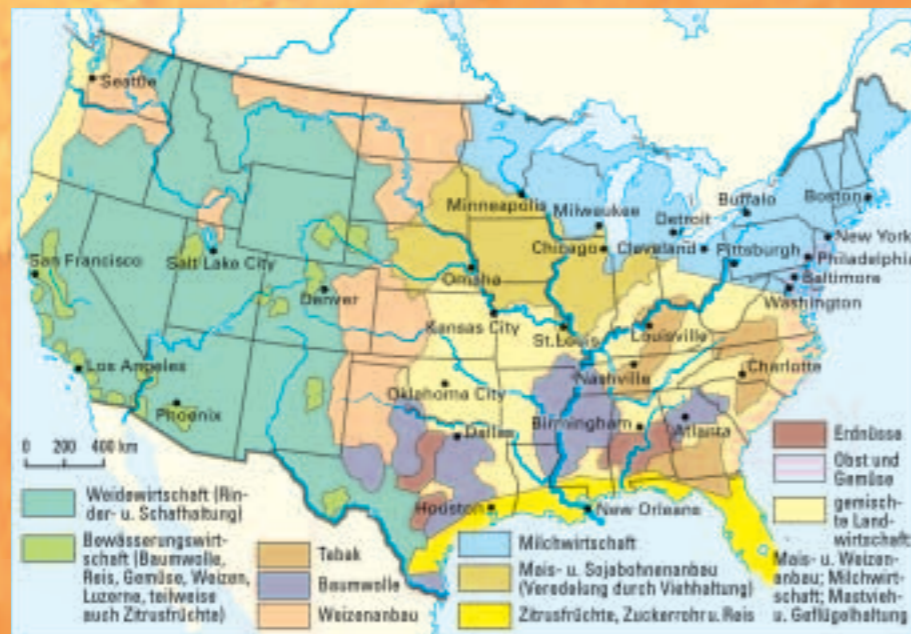 Seattle
Minneapolis
Milweukee
Buffalo
Boston
Detroit
New York
San Francisco
Salt Lake City
Chibago
Cleveland
Pittsburgh
Philadelphia
Omaha
Baltimore
Denver
Washington
Kansas City
St. Louis
Louisville
Los Angeles
Nashville
Charlotte
Oklahoma City
Phoenix
Birmingham
Atlanta
Dallas
0 200 400 km
Houston
New Orleans
Weidewirtschaft (Rin-
der- u. Schafhaltung)
Bewässerungswirt-
schaft (Baumwolle,
Reis, Gemüse, Weizen,
Luzerne, teilweise
auch Zitrusfrüchte)
Tabak
Baumwolle
Weizenanbau
Milchwirtschaft
Mais- u. Sojabohnenanbau
(Veredelung durch Viehhaltung)
Zitrusfrüchte, Zuckerrohr u. Reis
Erdnüsse
Obst und
Gemüse
gemisch-
te Land-
wirtschaft;
Mais- u. Weizen-
anbau; Milchwirt-
schaft; Mastvieh-
u. Geflügelhaltung